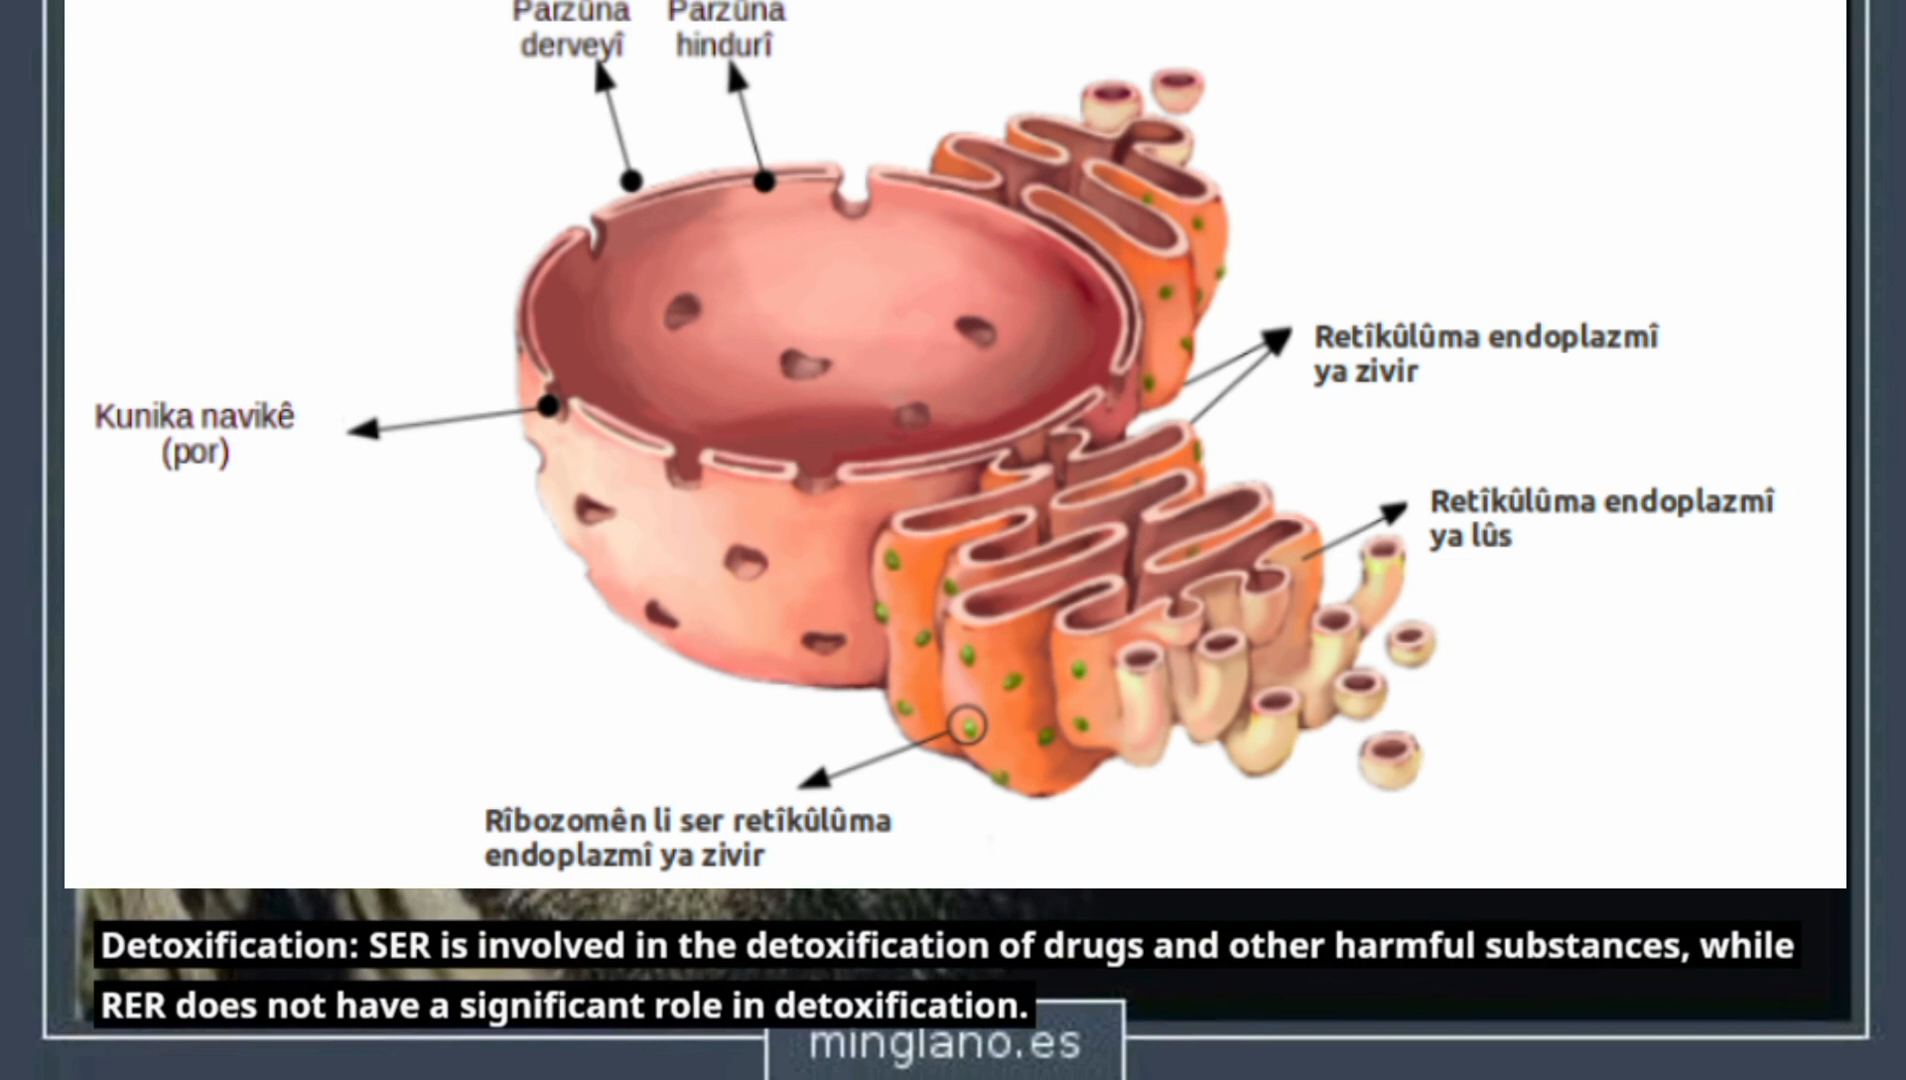 Parzûna Parzûna
derveyî hindurî
Retîkûlûma endoplazmî
ya zivir
Kunika navikê
(por)
Retîkûlûma endoplazmî
ya lûs
Rîbozomên li ser retîkûlûma
endoplazmî ya zivir
Detoxification: SER is involved in the detoxification of drugs and other harmful substances, while
RER does not have a significant role in detoxification.
minglano.es